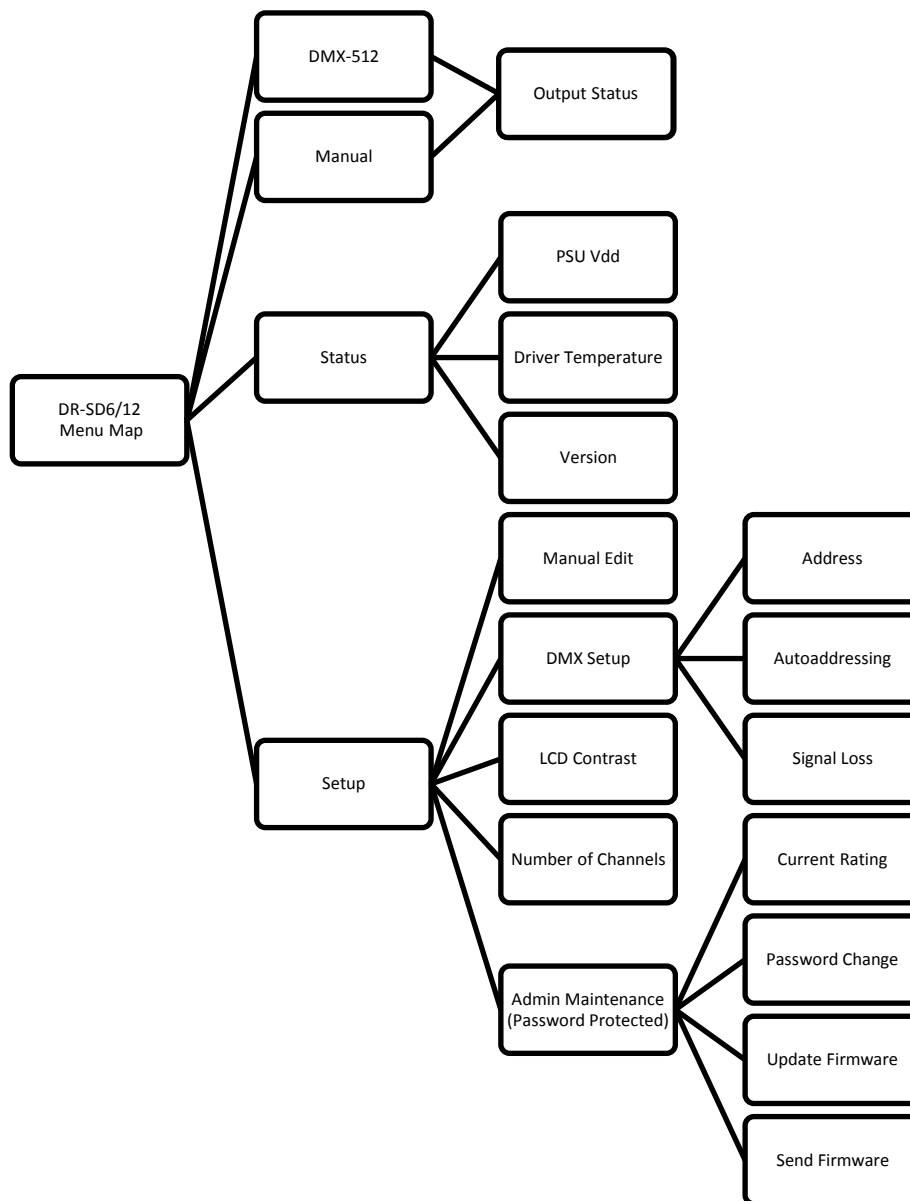 DMX-512
Output Status
Manual
PSU Vdd
Status
Driver Temperature
DR-SD6/12
Menu Map
Version
Manual Edit
Address
DMX Setup
Autoaddressing
Setup
LCD Contrast
Signal Loss
Number of Channels
Current Rating
Admin Maintenance
(Password Protected)
Password Change
Update Firmware
Send Firmware